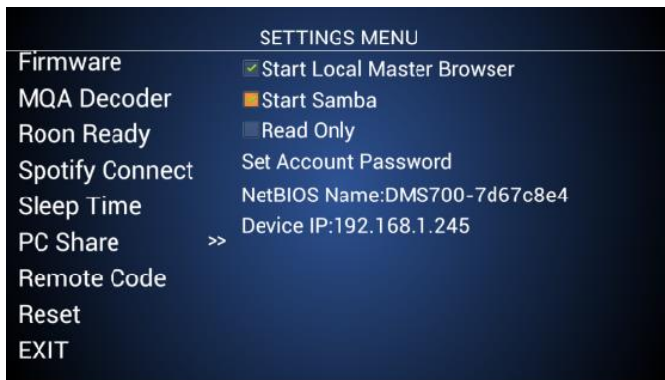 SETTINGS MENU
Firmware
MQA Decoder
Roon Ready
Spotify Connect
Sleep Time
PC Share >>
Remote Code
Reset
EXIT
Start Local Master Browser
Start Samba
Read Only
Set Account Password
NetBIOS Name:DMS700-7d67c8e4
Device IP:192.168.1.245